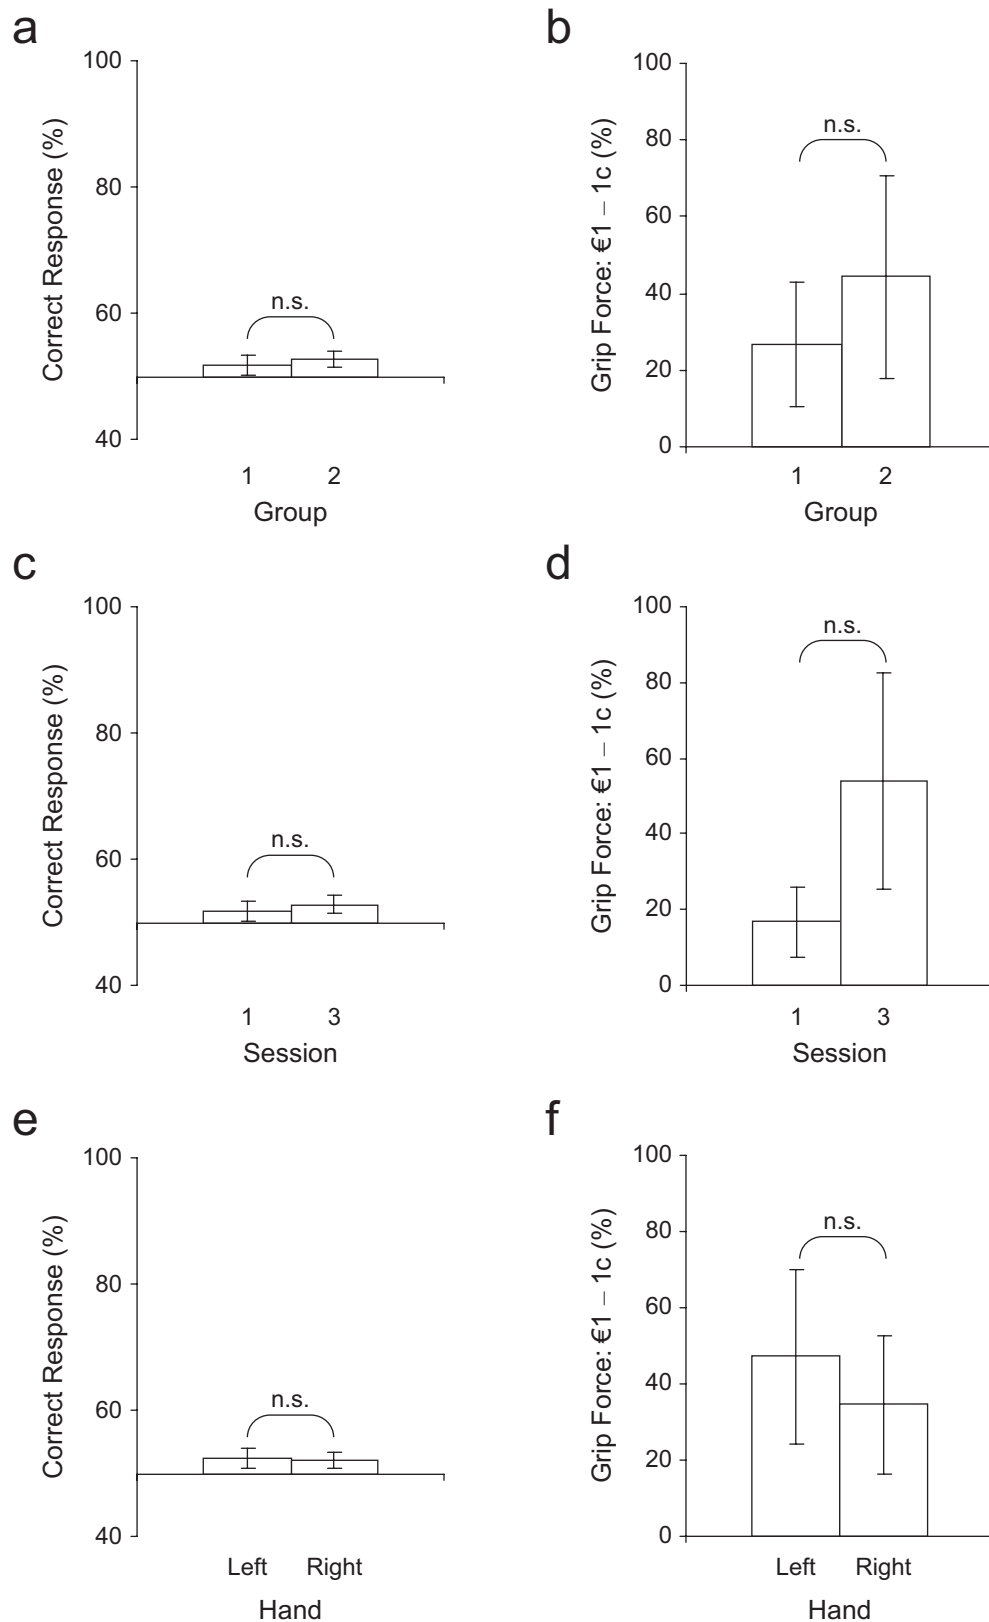 a
100
80
60
40
Correct Response (%)
n.s.
1 2
Group
b
100
80
60
40
20
0
Grip Force: €1 – 1c (%)
n.s.
1 2
Group
c
100
80
60
40
Correct Response (%)
n.s.
1 3
Session
d
100
80
60
40
20
0
Grip Force: €1 – 1c (%)
n.s.
1 3
Session
e
100
80
60
40
Correct Response (%)
n.s.
Left Right
Hand
f
100
80
60
40
20
0
Grip Force: €1 – 1c (%)
n.s.
Left Right
Hand